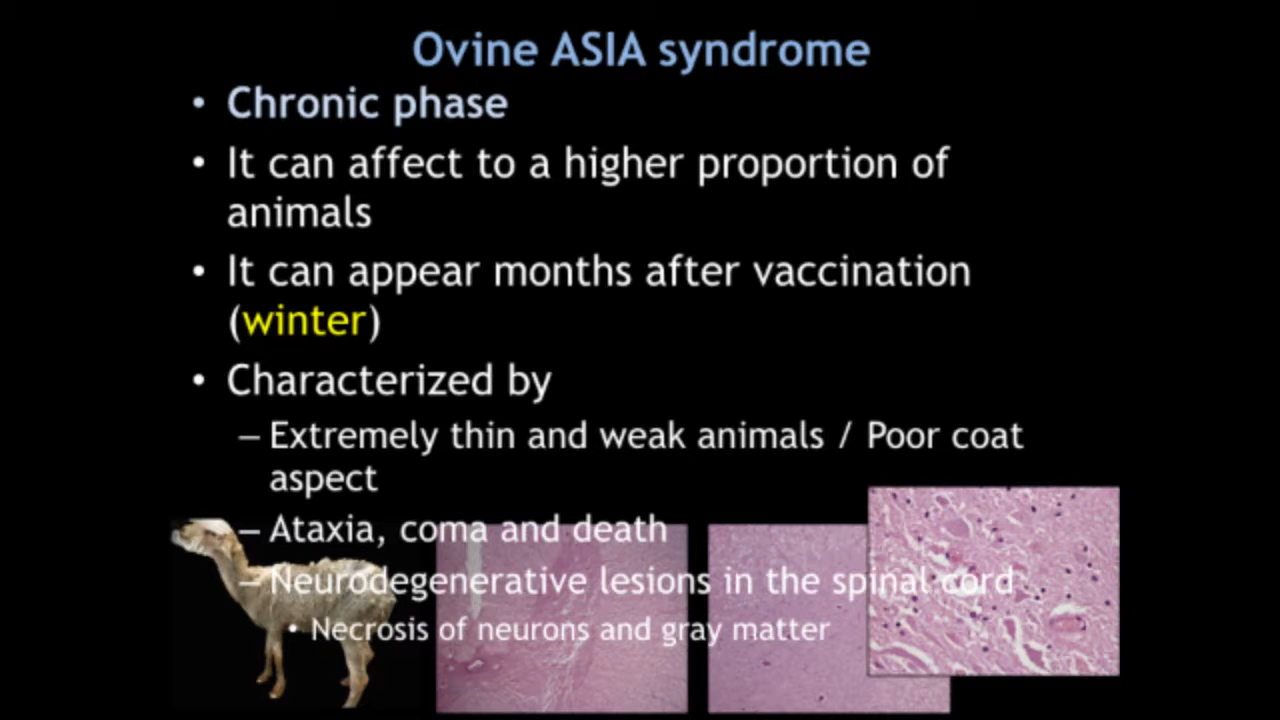 Ovine ASIA syndrome
• Chronic phase
• It can affect to a higher proportion of
animals
• It can appear months after vaccination
(winter)
• Characterized by
– Extremely thin and weak animals / Poor coat
aspect
– Ataxia, coma and death
– Neurodegenerative lesions in the spinal cord
• Necrosis of neurons and gray matter